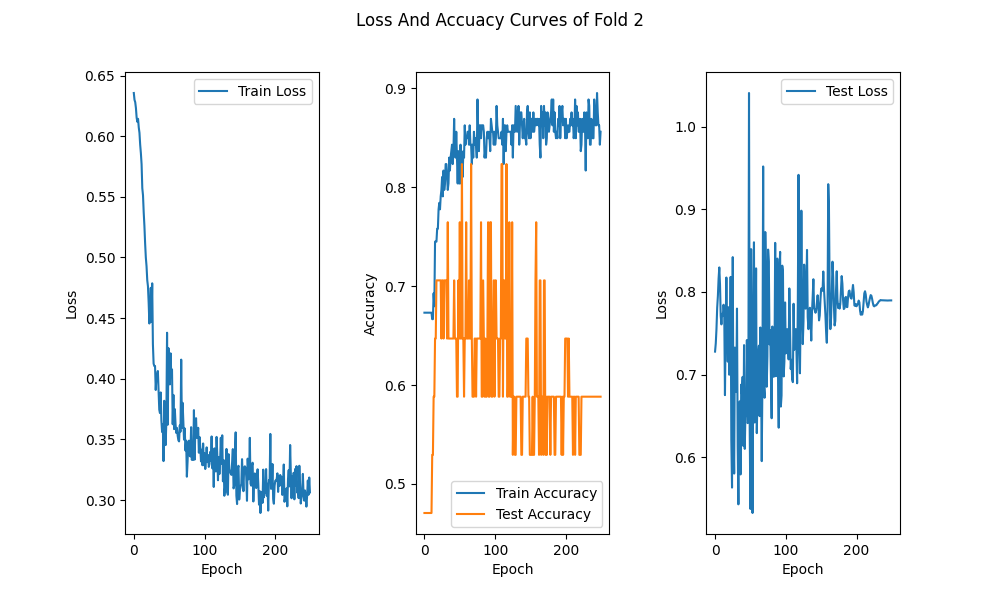 Loss And Accuacy Curves of Fold 2
Train Loss
0.65
0.60
0.55
0.50
0.45
0.40
0.35
0.30
Loss
0
100
200
Epoch
0.9
0.8
0.7
0.6
0.5
Accuracy
Train Accuracy
Test Accuracy
0
100
200
Epoch
Test Loss
1.0
0.9
0.8
0.7
0.6
Loss
0
100
200
Epoch